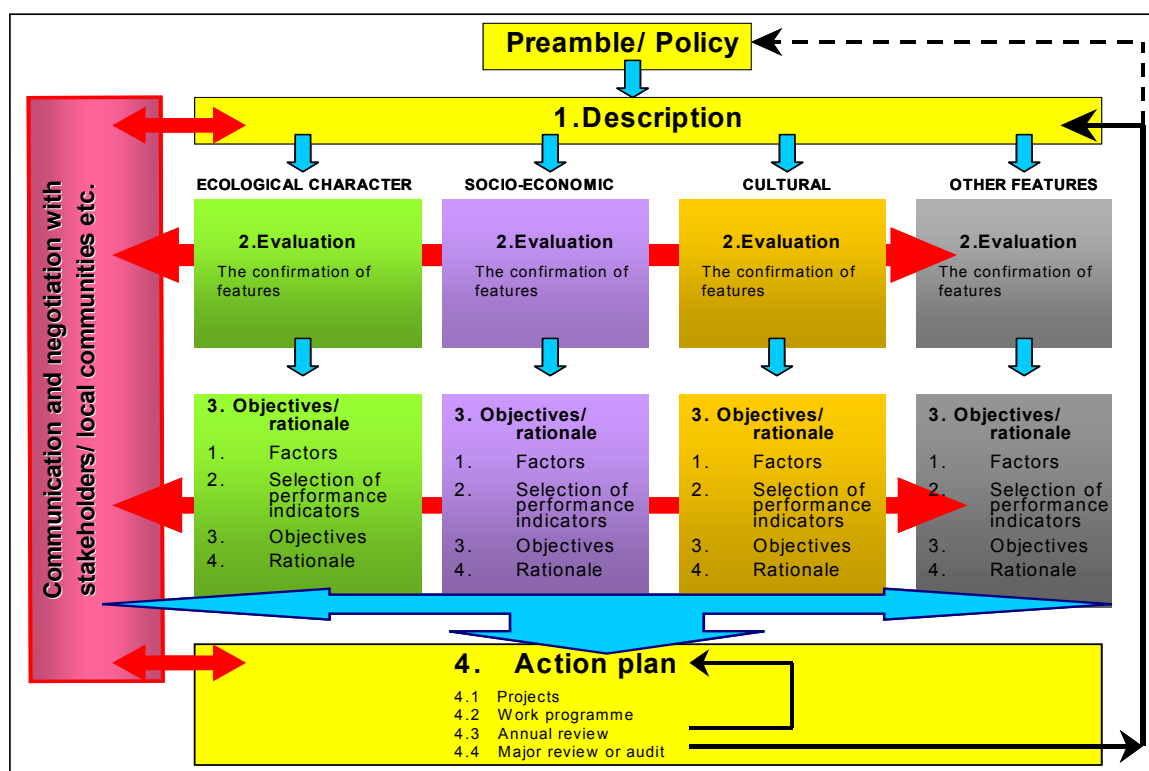 Preamble/ Policy
1.Description
Communication and negotiation with
stakeholders/ local communities etc.
ECOLOGICAL CHARACTER
SOCIO-ECONOMIC
CULTURAL
OTHER FEATURES
2.Evaluation
The confirmation of
features
2.Evaluation
The confirmation of
features
2.Evaluation
The confirmation of
features
2.Evaluation
The confirmation of
features
3. Objectives/
rationale
1. Factors
2. Selection of
performance
indicators
3. Objectives
4. Rationale
3. Objectives/
rationale
1. Factors
2. Selection of
performance
indicators
3. Objectives
4. Rationale
3. Objectives/
rationale
1. Factors
2. Selection of
performance
indicators
3. Objectives
4. Rationale
3. Objectives/
rationale
1. Factors
2. Selection of
performance
indicators
3. Objectives
4. Rationale
4. Action plan
4.1 Projects
4.2 Work programme
4.3 Annual review
4.4 Major review or audit